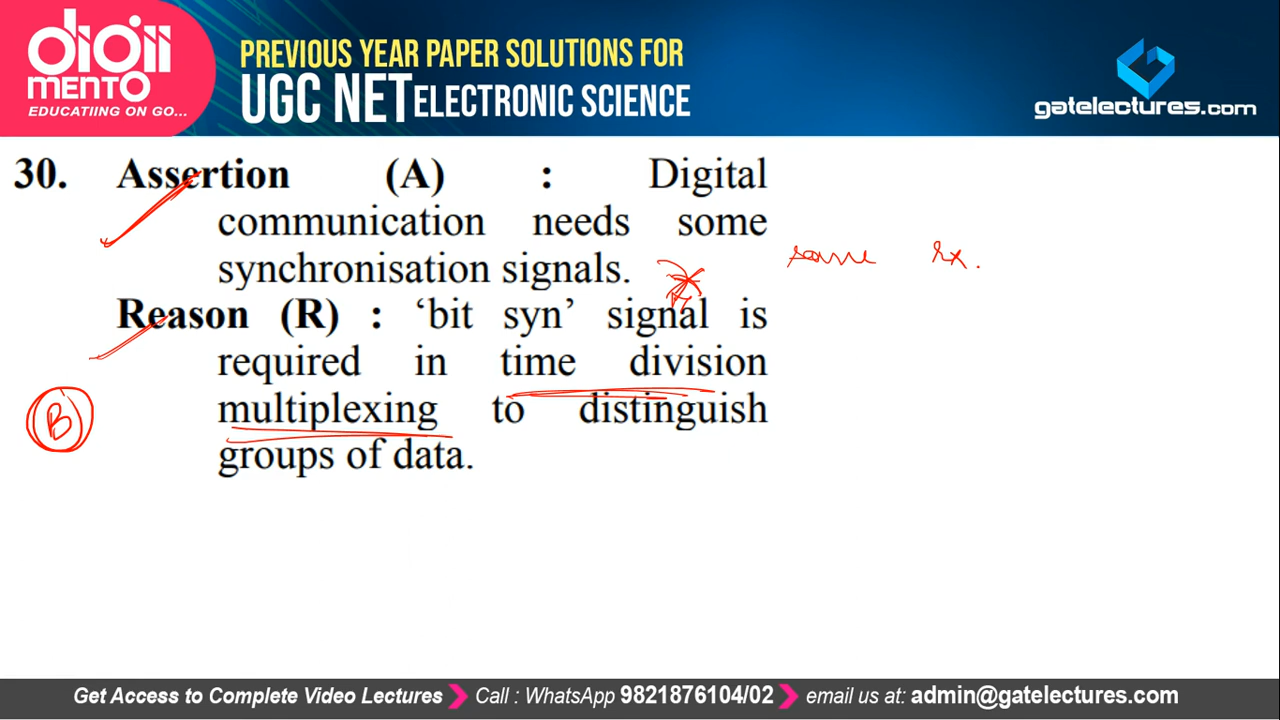 digii
MENTO
EDUCATIING ON GO...
PREVIOUS YEAR PAPER SOLUTIONS FOR
UGC NET ELECTRONIC SCIENCE
gatelectures.com
30. Assertion (A) : Digital
communication needs some
synchronisation signals.
Reason (R) : ‘bit syn’ signal is
required in time division
multiplexing to distinguish
groups of data.
B
Get Access to Complete Video Lectures Call : WhatsApp 9821876104/02 email us at: admin@gatelectures.com